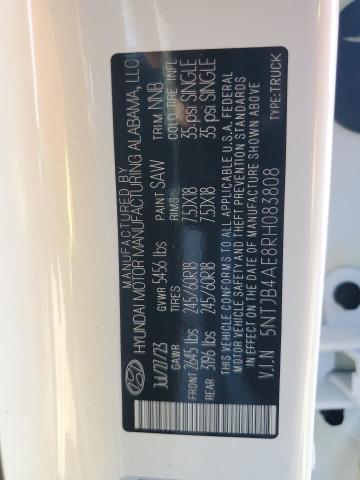 MANUFACTURED BY
HYUNDAI MOTOR MANUFACTURING ALABAMA, LLC
JUL/27/23 GVWR 5456 lbs PAINT SAW TRIM NNB
GAWR TIRES RIMS COLD TIRE INFL
FRONT 2645 lbs 245/60R18 7.5JX18 35 psi SINGLE
REAR 3196 lbs 245/60R18 7.5JX18 35 psi SINGLE
THIS VEHICLE CONFORMS TO ALL APPLICABLE U.S.A. FEDERAL
MOTOR VEHICLE SAFETY AND THEFT PREVENTION STANDARDS
IN EFFECT ON THE DATE OF MANUFACTURE SHOWN ABOVE
V.I.N 5NTJB4AE8RH083808 TYPE:TRUCK